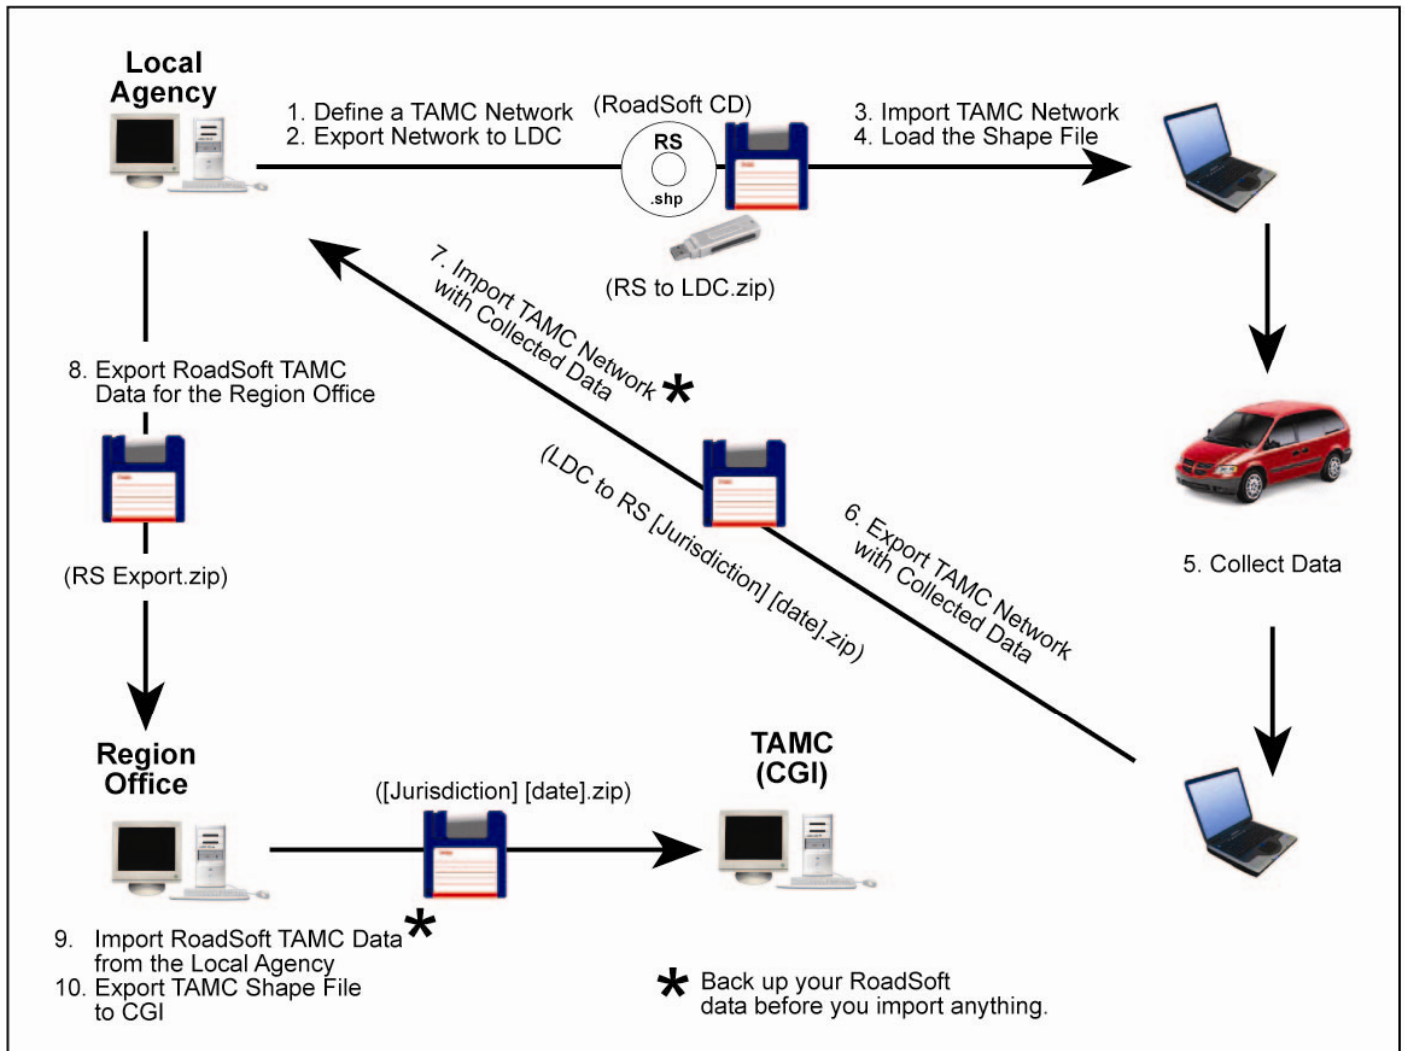 Local
Agency
1. Define a TAMC Network
2. Export Network to LDC
(RoadSoft CD)
RS
.shp
(RS to LDC.zip)
3. Import TAMC Network
4. Load the Shape File
5. Collect Data
6. Export TAMC Network
with Collected Data
7. Import TAMC Network *
with Collected Data
(LDC to RS [Jurisdiction] [date].zip)
8. Export RoadSoft TAMC
Data for the Region Office
(RS Export.zip)
Region
Office
([Jurisdiction] [date].zip)
TAMC
(CGI)
9. Import RoadSoft TAMC Data *
from the Local Agency
10. Export TAMC Shape File
to CGI
* Back up your RoadSoft
data before you import anything.